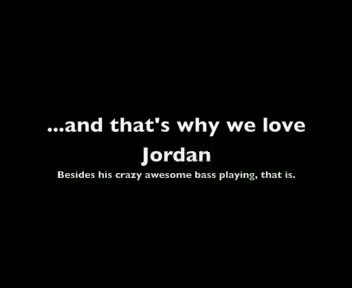 ...and that's why we love
Jordan
Besides his crazy awesome bass playing, that is.